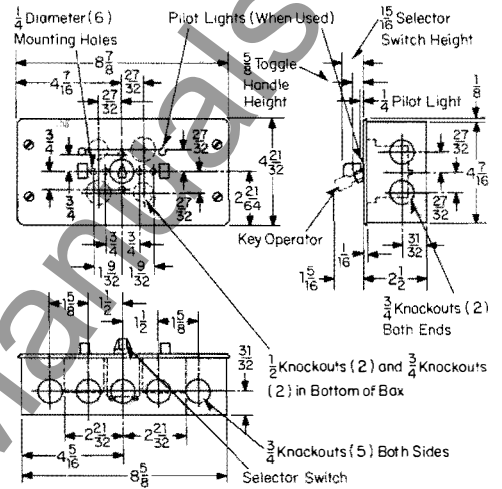 1/4 Diameter (6)
Mounting Holes
Pilot Lights (When Used)
15/16 Selector
Switch Height
8 7/8
5/8 Toggle
Handle
Height
1/4 Pilot Light
1/8
4 7/16
27/32
27/32
3/4
3/4
27/32
27/32
4 21/32
2 21/64
27/32
27/32
4 7/16
Key Operator
3/4
3/4
1 9/32
1 9/32
1/16
31/32
1 5/16
2 1/2
3/4 Knockouts (2)
Both Ends
1 5/8
1 1/2
1 1/2
1 5/8
31/32
1/2 Knockouts (2) and 3/4 Knockouts
(2) in Bottom of Box
2 21/32
2 21/32
3/4 Knockouts (5) Both Sides
4 5/16
8 5/8
Selector Switch